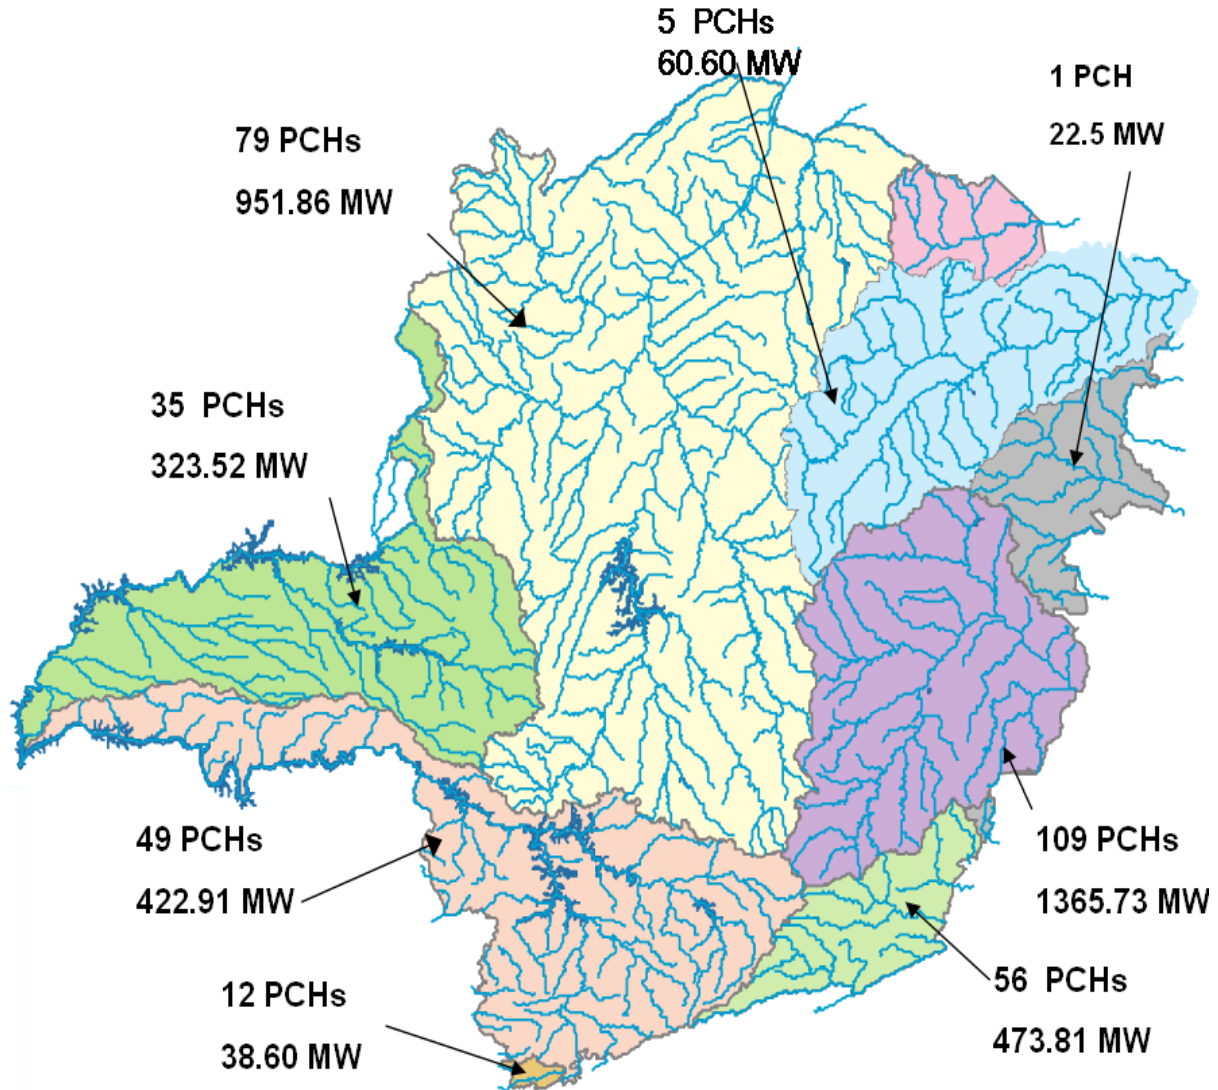 5  PCHs
60.60 MW
1 PCH
22.5 MW
79 PCHs
951.86 MW
35  PCHs
323.52 MW
49 PCHs
422.91 MW
109 PCHs
1365.73 MW
12 PCHs
38.60 MW
56  PCHs
473.81 MW